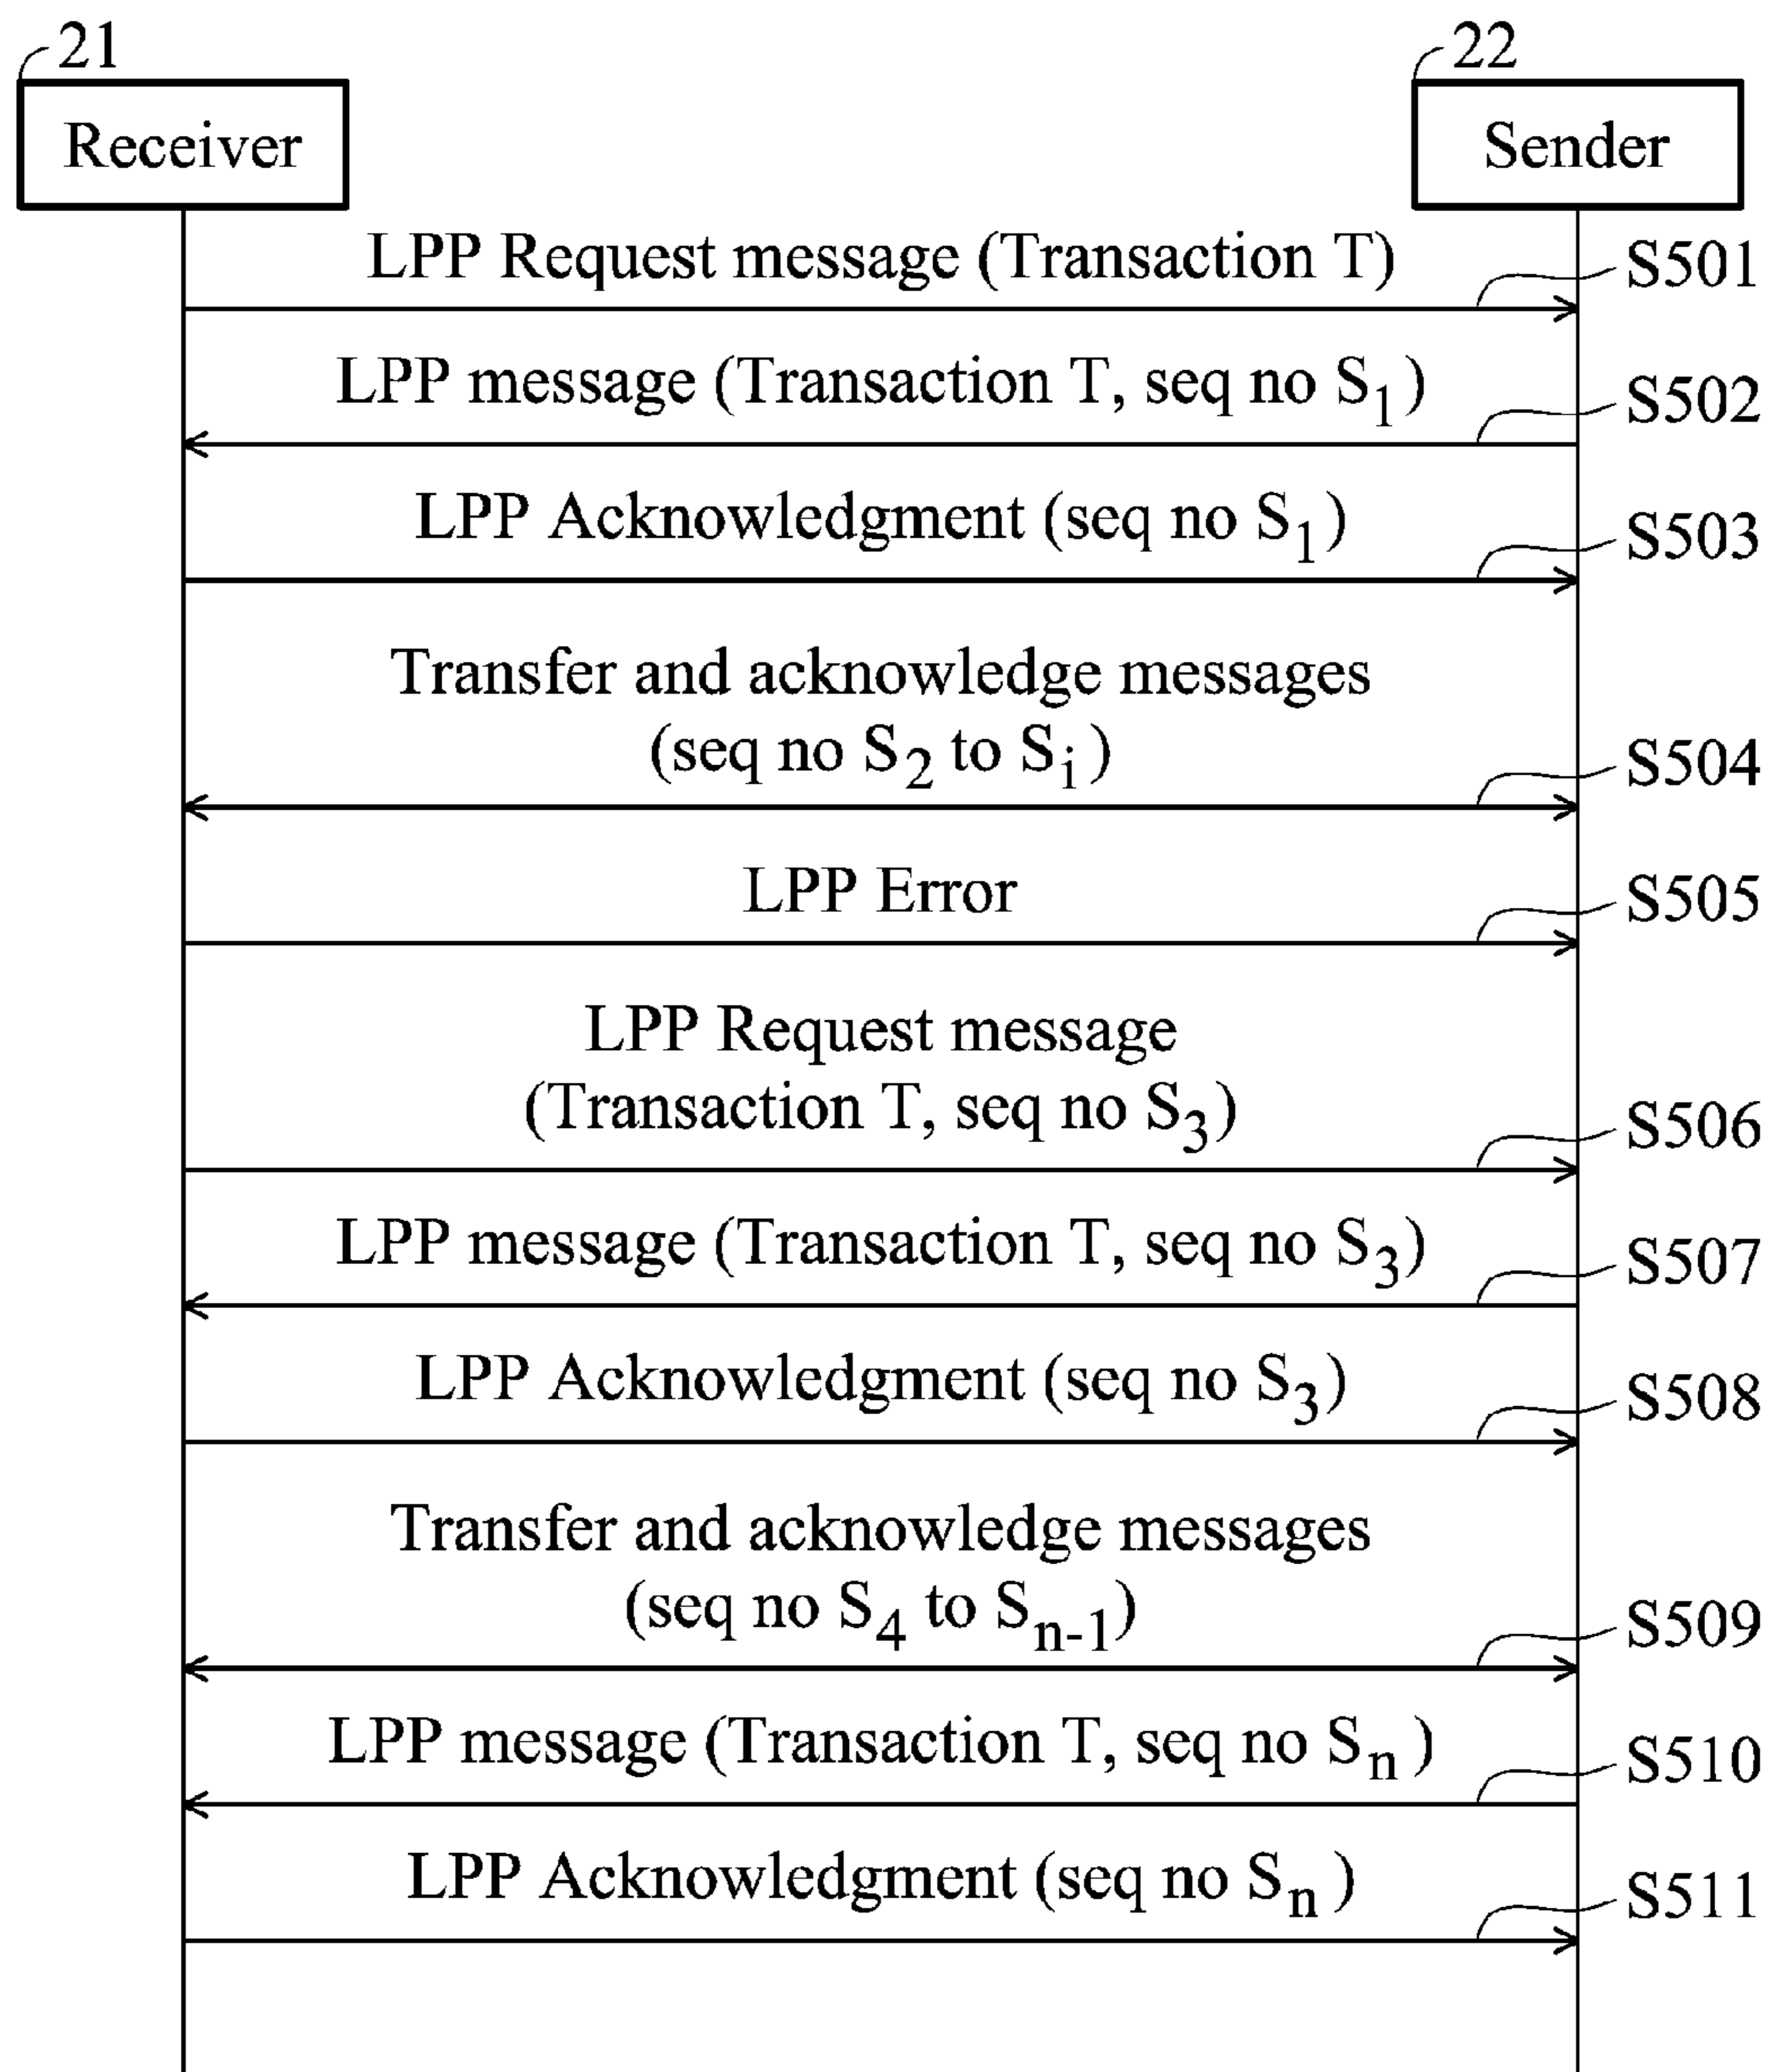 21
22
Receiver
Sender
LPP Request message (Transaction T)
S501
LPP message (Transaction T, seq no S₁)
S502
LPP Acknowledgment (seq no S₁)
S503
Transfer and acknowledge messages
(seq no S₂ to Sᵢ)
S504
LPP Error
S505
LPP Request message
(Transaction T, seq no S₃)
S506
LPP message (Transaction T, seq no S₃)
S507
LPP Acknowledgment (seq no S₃)
S508
Transfer and acknowledge messages
(seq no S₄ to Sₙ₋₁)
S509
LPP message (Transaction T, seq no Sₙ)
S510
LPP Acknowledgment (seq no Sₙ)
S511